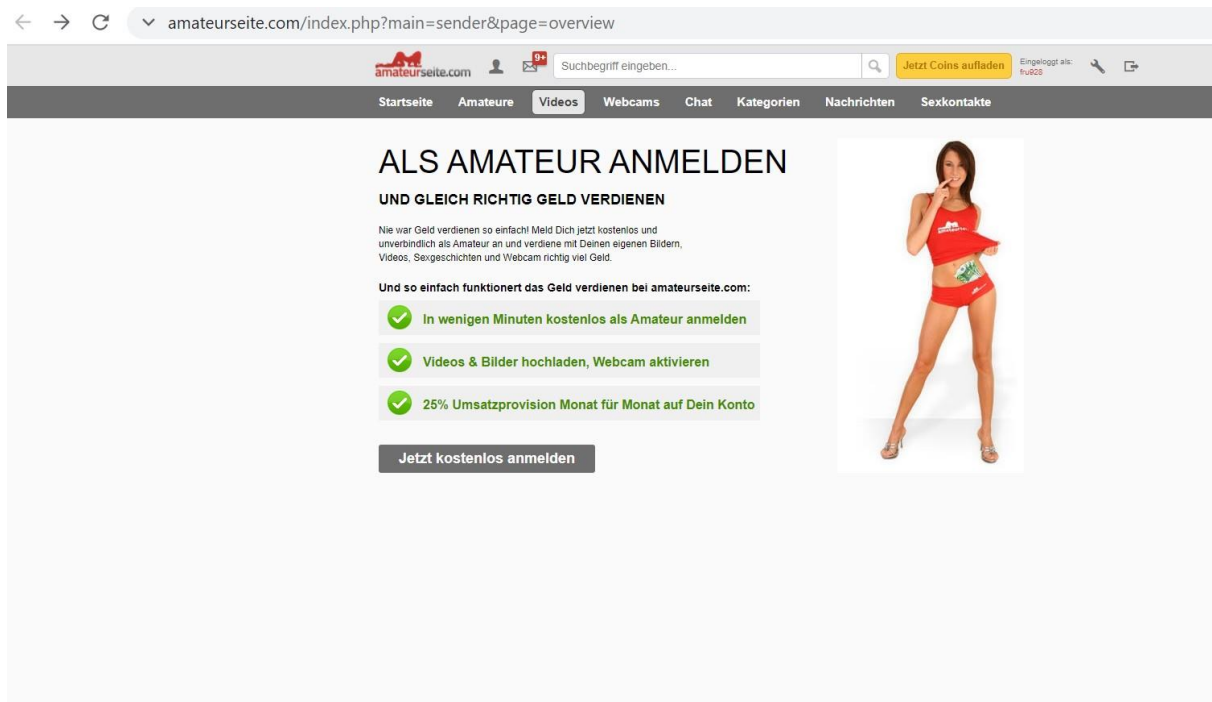 amateurseite.com/index.php?main=sender&page=overview
amateurseite.com
9+
Suchbegriff eingeben...
Jetzt Coins aufladen
Eingeloggt als:
fru928
Startseite Amateure Videos Webcams Chat Kategorien Nachrichten Sexkontakte
ALS AMATEUR ANMELDEN
UND GLEICH RICHTIG GELD VERDIENEN
Nie war Geld verdienen so einfach! Meld Dich jetzt kostenlos und
unverbindlich als Amateur an und verdiene mit Deinen eigenen Bildern,
Videos, Sexgeschichten und Webcam richtig viel Geld.
Und so einfach funktionert das Geld verdienen bei amateurseite.com:
In wenigen Minuten kostenlos als Amateur anmelden
Videos & Bilder hochladen, Webcam aktivieren
25% Umsatzprovision Monat für Monat auf Dein Konto
Jetzt kostenlos anmelden